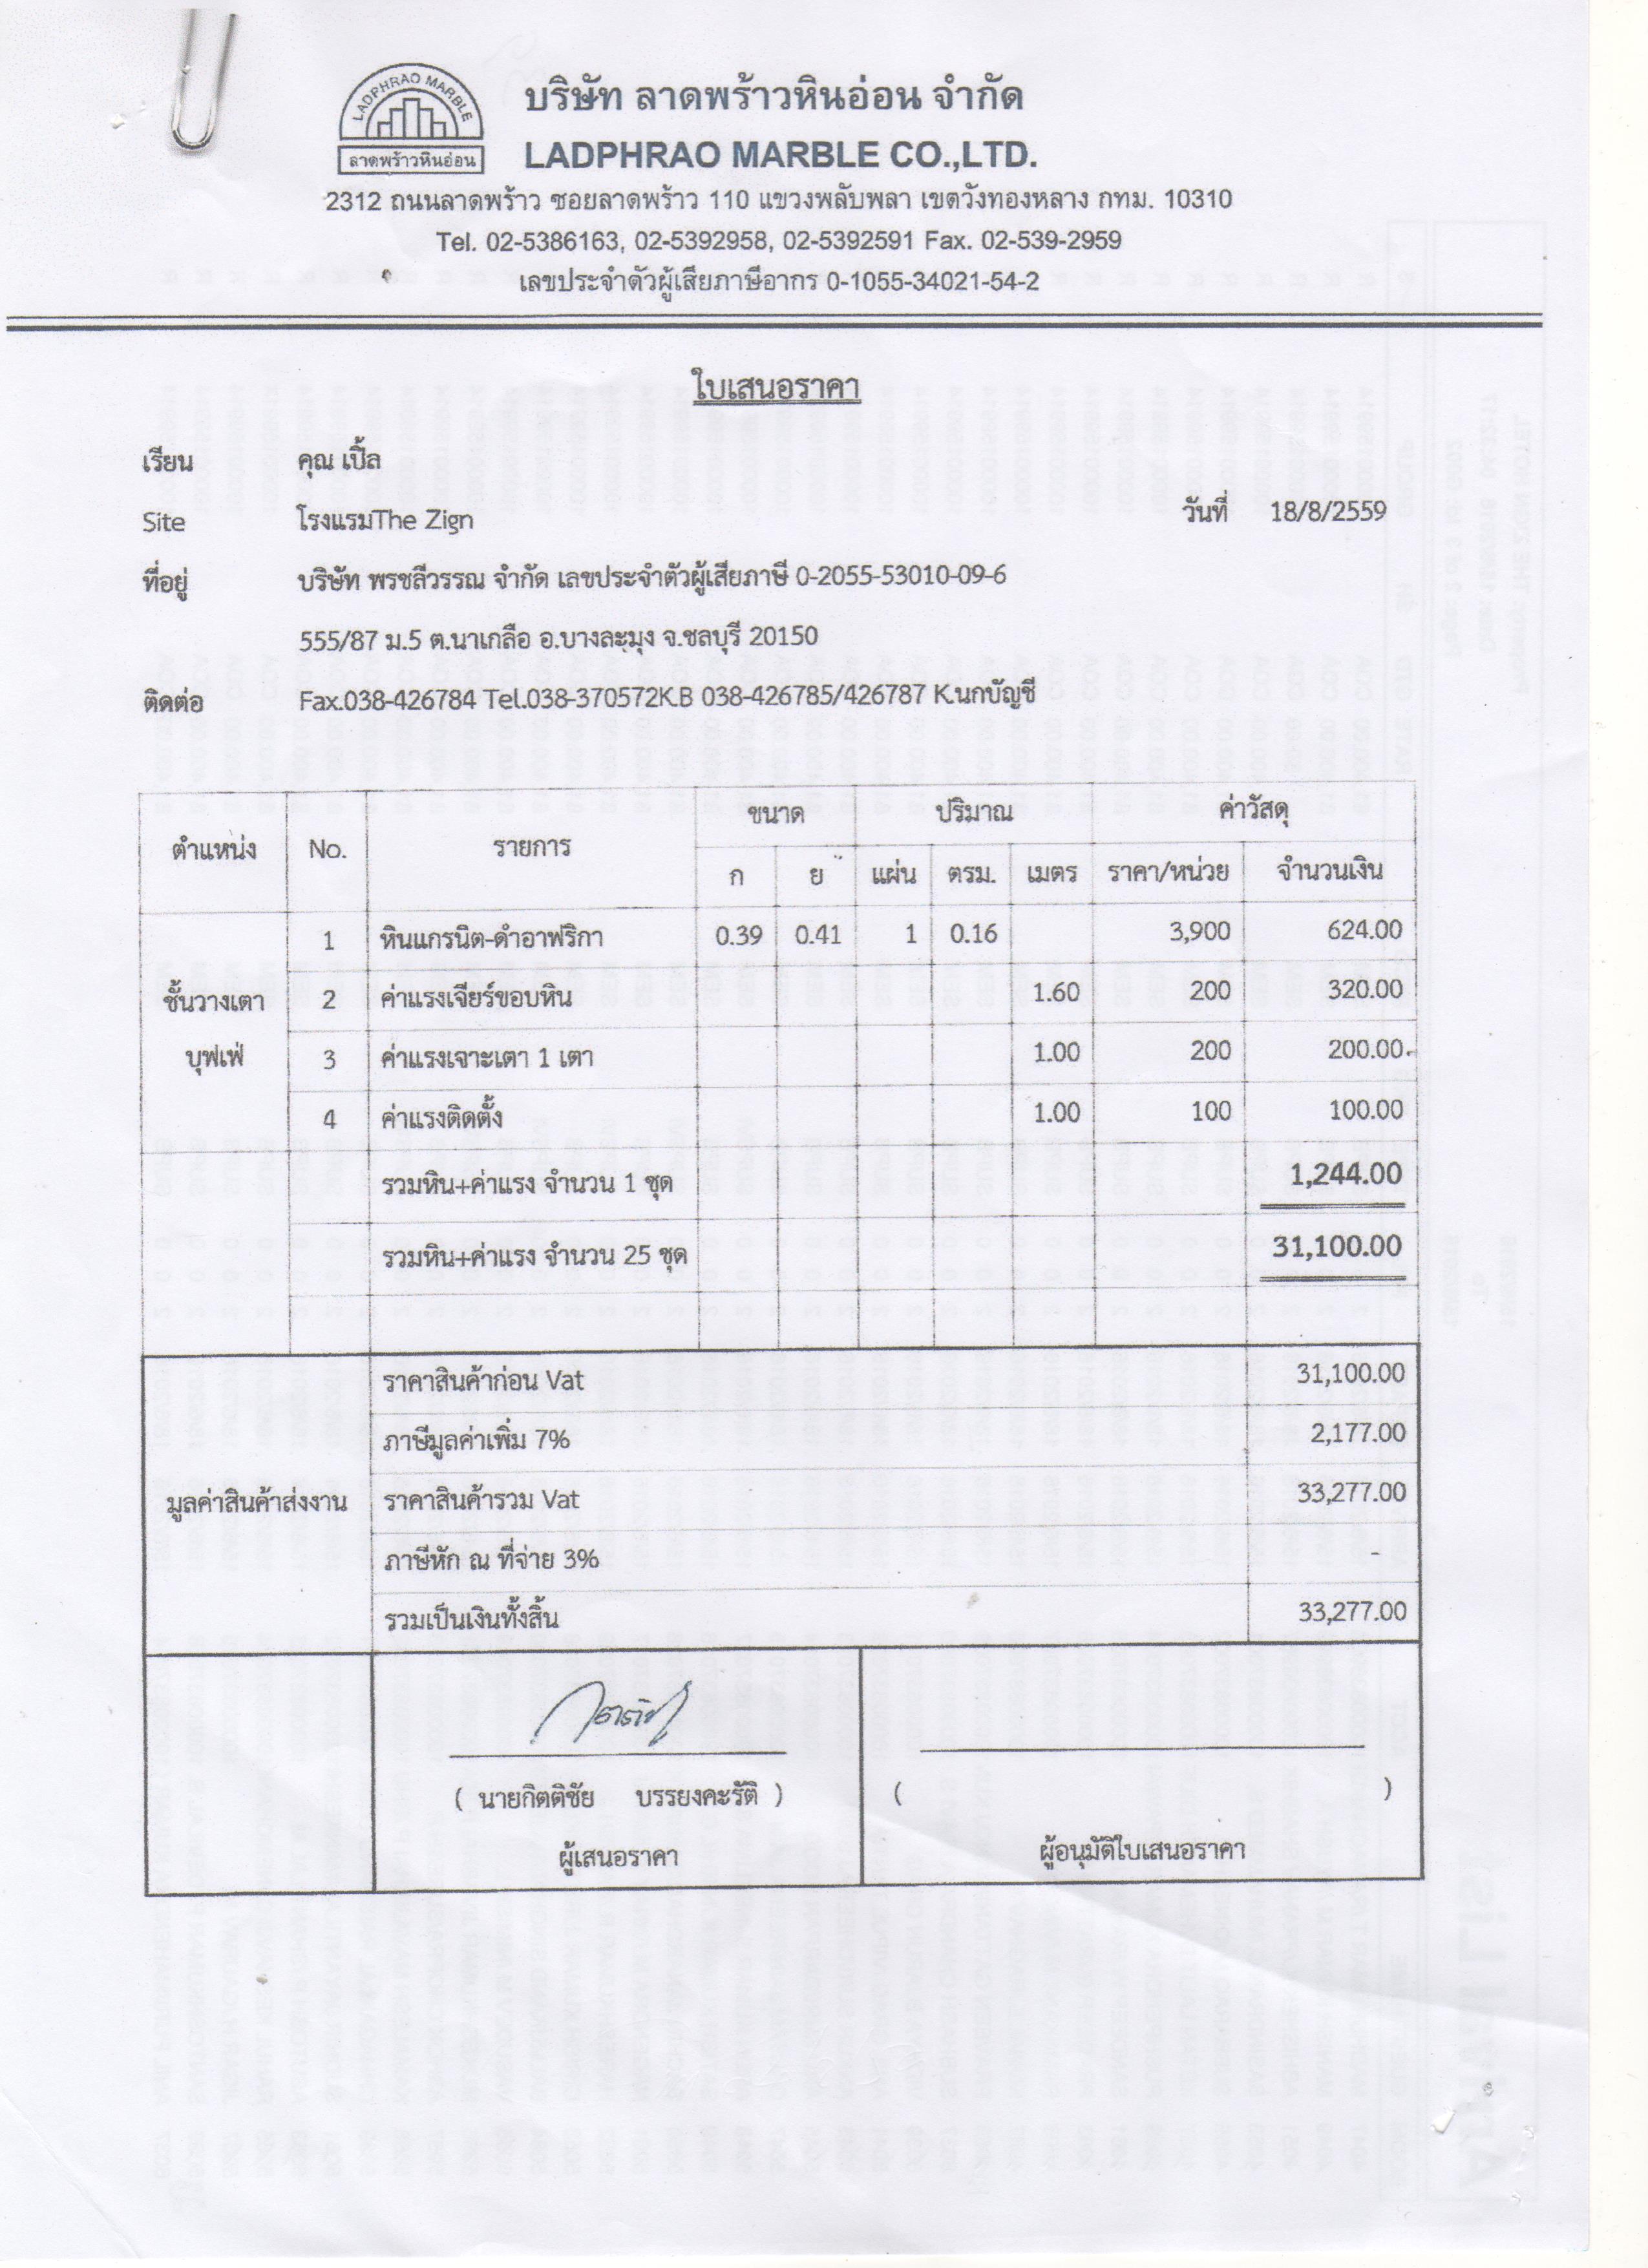 LADPHRAO MARBLE
ลาดพร้าวหินอ่อน
บริษัท ลาดพร้าวหินอ่อน จำกัด
LADPHRAO MARBLE CO.,LTD.
2312 ถนนลาดพร้าว ซอยลาดพร้าว 110 แขวงพลับพลา เขตวังทองหลาง กทม. 10310
Tel. 02-5386163, 02-5392958, 02-5392591 Fax. 02-539-2959
เลขประจำตัวผู้เสียภาษีอากร 0-1055-34021-54-2
ใบเสนอราคา
เรียน คุณ เปิ้ล
Site โรงแรมThe Zign วันที่ 18/8/2559
ที่อยู่ บริษัท พรชลีวรรณ จำกัด เลขประจำตัวผู้เสียภาษี 0-2055-53010-09-6
555/87 ม.5 ต.นาเกลือ อ.บางละมุง จ.ชลบุรี 20150
ติดต่อ Fax.038-426784 Tel.038-370572K.B 038-426785/426787 K.นกบัญชี
ตำแหน่ง No. รายการ ขนาด ปริมาณ ค่าวัสดุ
ก ย แผ่น ตรม. เมตร ราคา/หน่วย จำนวนเงิน
1 หินแกรนิต-ดำอาฟริกา 0.39 0.41 1 0.16 3,900 624.00
ชั้นวางเตา 2 ค่าแรงเจียร์ขอบหิน 1.60 200 320.00
บุฟเฟ่ 3 ค่าแรงเจาะเตา 1 เตา 1.00 200 200.00
4 ค่าแรงติดตั้ง 1.00 100 100.00
รวมหิน+ค่าแรง จำนวน 1 ชุด 1,244.00
รวมหิน+ค่าแรง จำนวน 25 ชุด 31,100.00
ราคาสินค้าก่อน Vat 31,100.00
ภาษีมูลค่าเพิ่ม 7% 2,177.00
มูลค่าสินค้าส่งงาน ราคาสินค้ารวม Vat 33,277.00
ภาษีหัก ณ ที่จ่าย 3% -
รวมเป็นเงินทั้งสิ้น 33,277.00
( นายกิตติชัย บรรยงคะรัติ ) ( )
ผู้เสนอราคา ผู้อนุมัติใบเสนอราคา